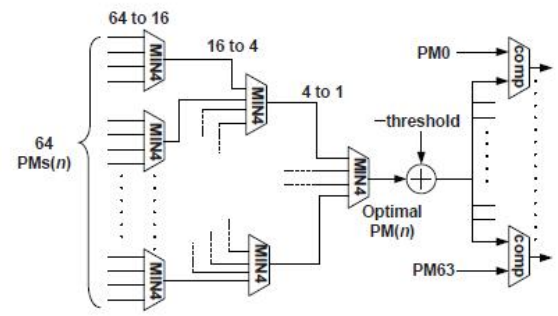 64 to 16
MIN4
16 to 4
MIN4
4 to 1
MIN4
64
PMs(n)
MIN4
−threshold
Optimal
PM(n)
MIN4
MIN4
PM0
comp
PM63
comp